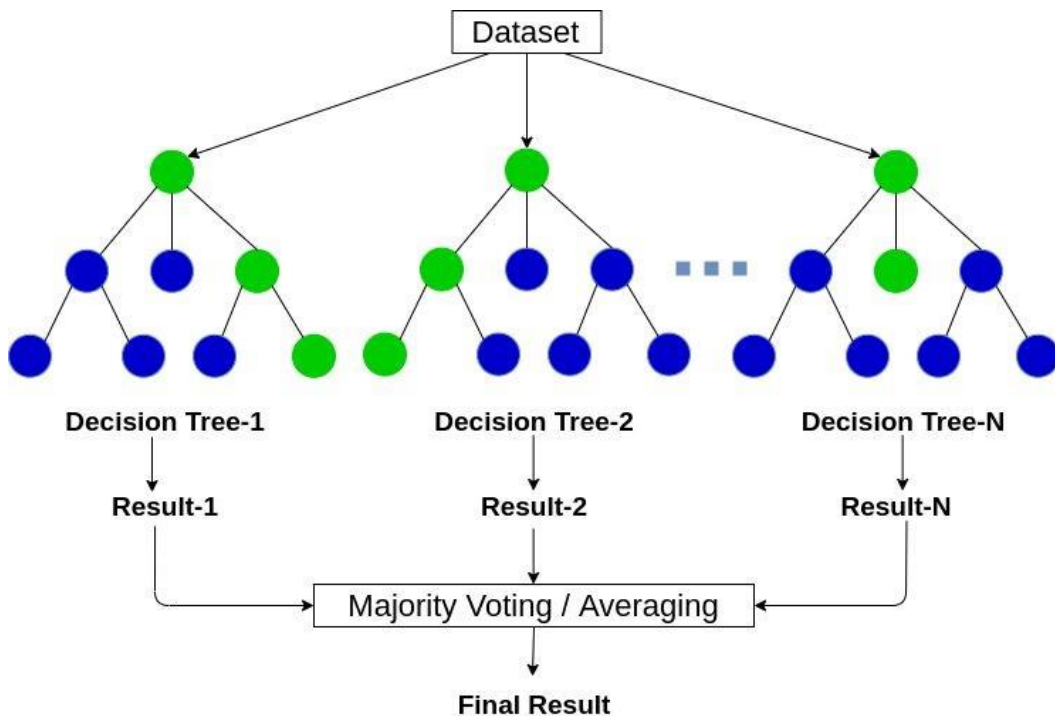 Dataset
Decision Tree-1
Decision Tree-2
Decision Tree-N
Result-1
Result-2
Result-N
Majority Voting / Averaging
Final Result